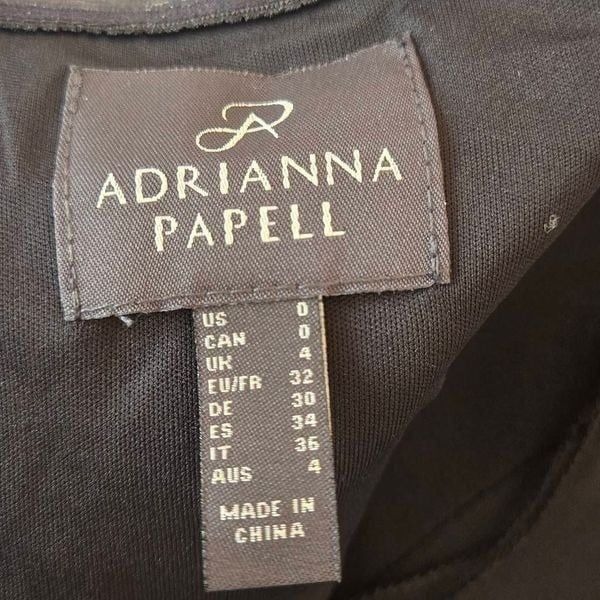 ADRIANNA
PAPELL
US 0
CAN 0
UK 4
EU/FR 32
DE 30
ES 34
IT 36
AUS 4
MADE IN
CHINA